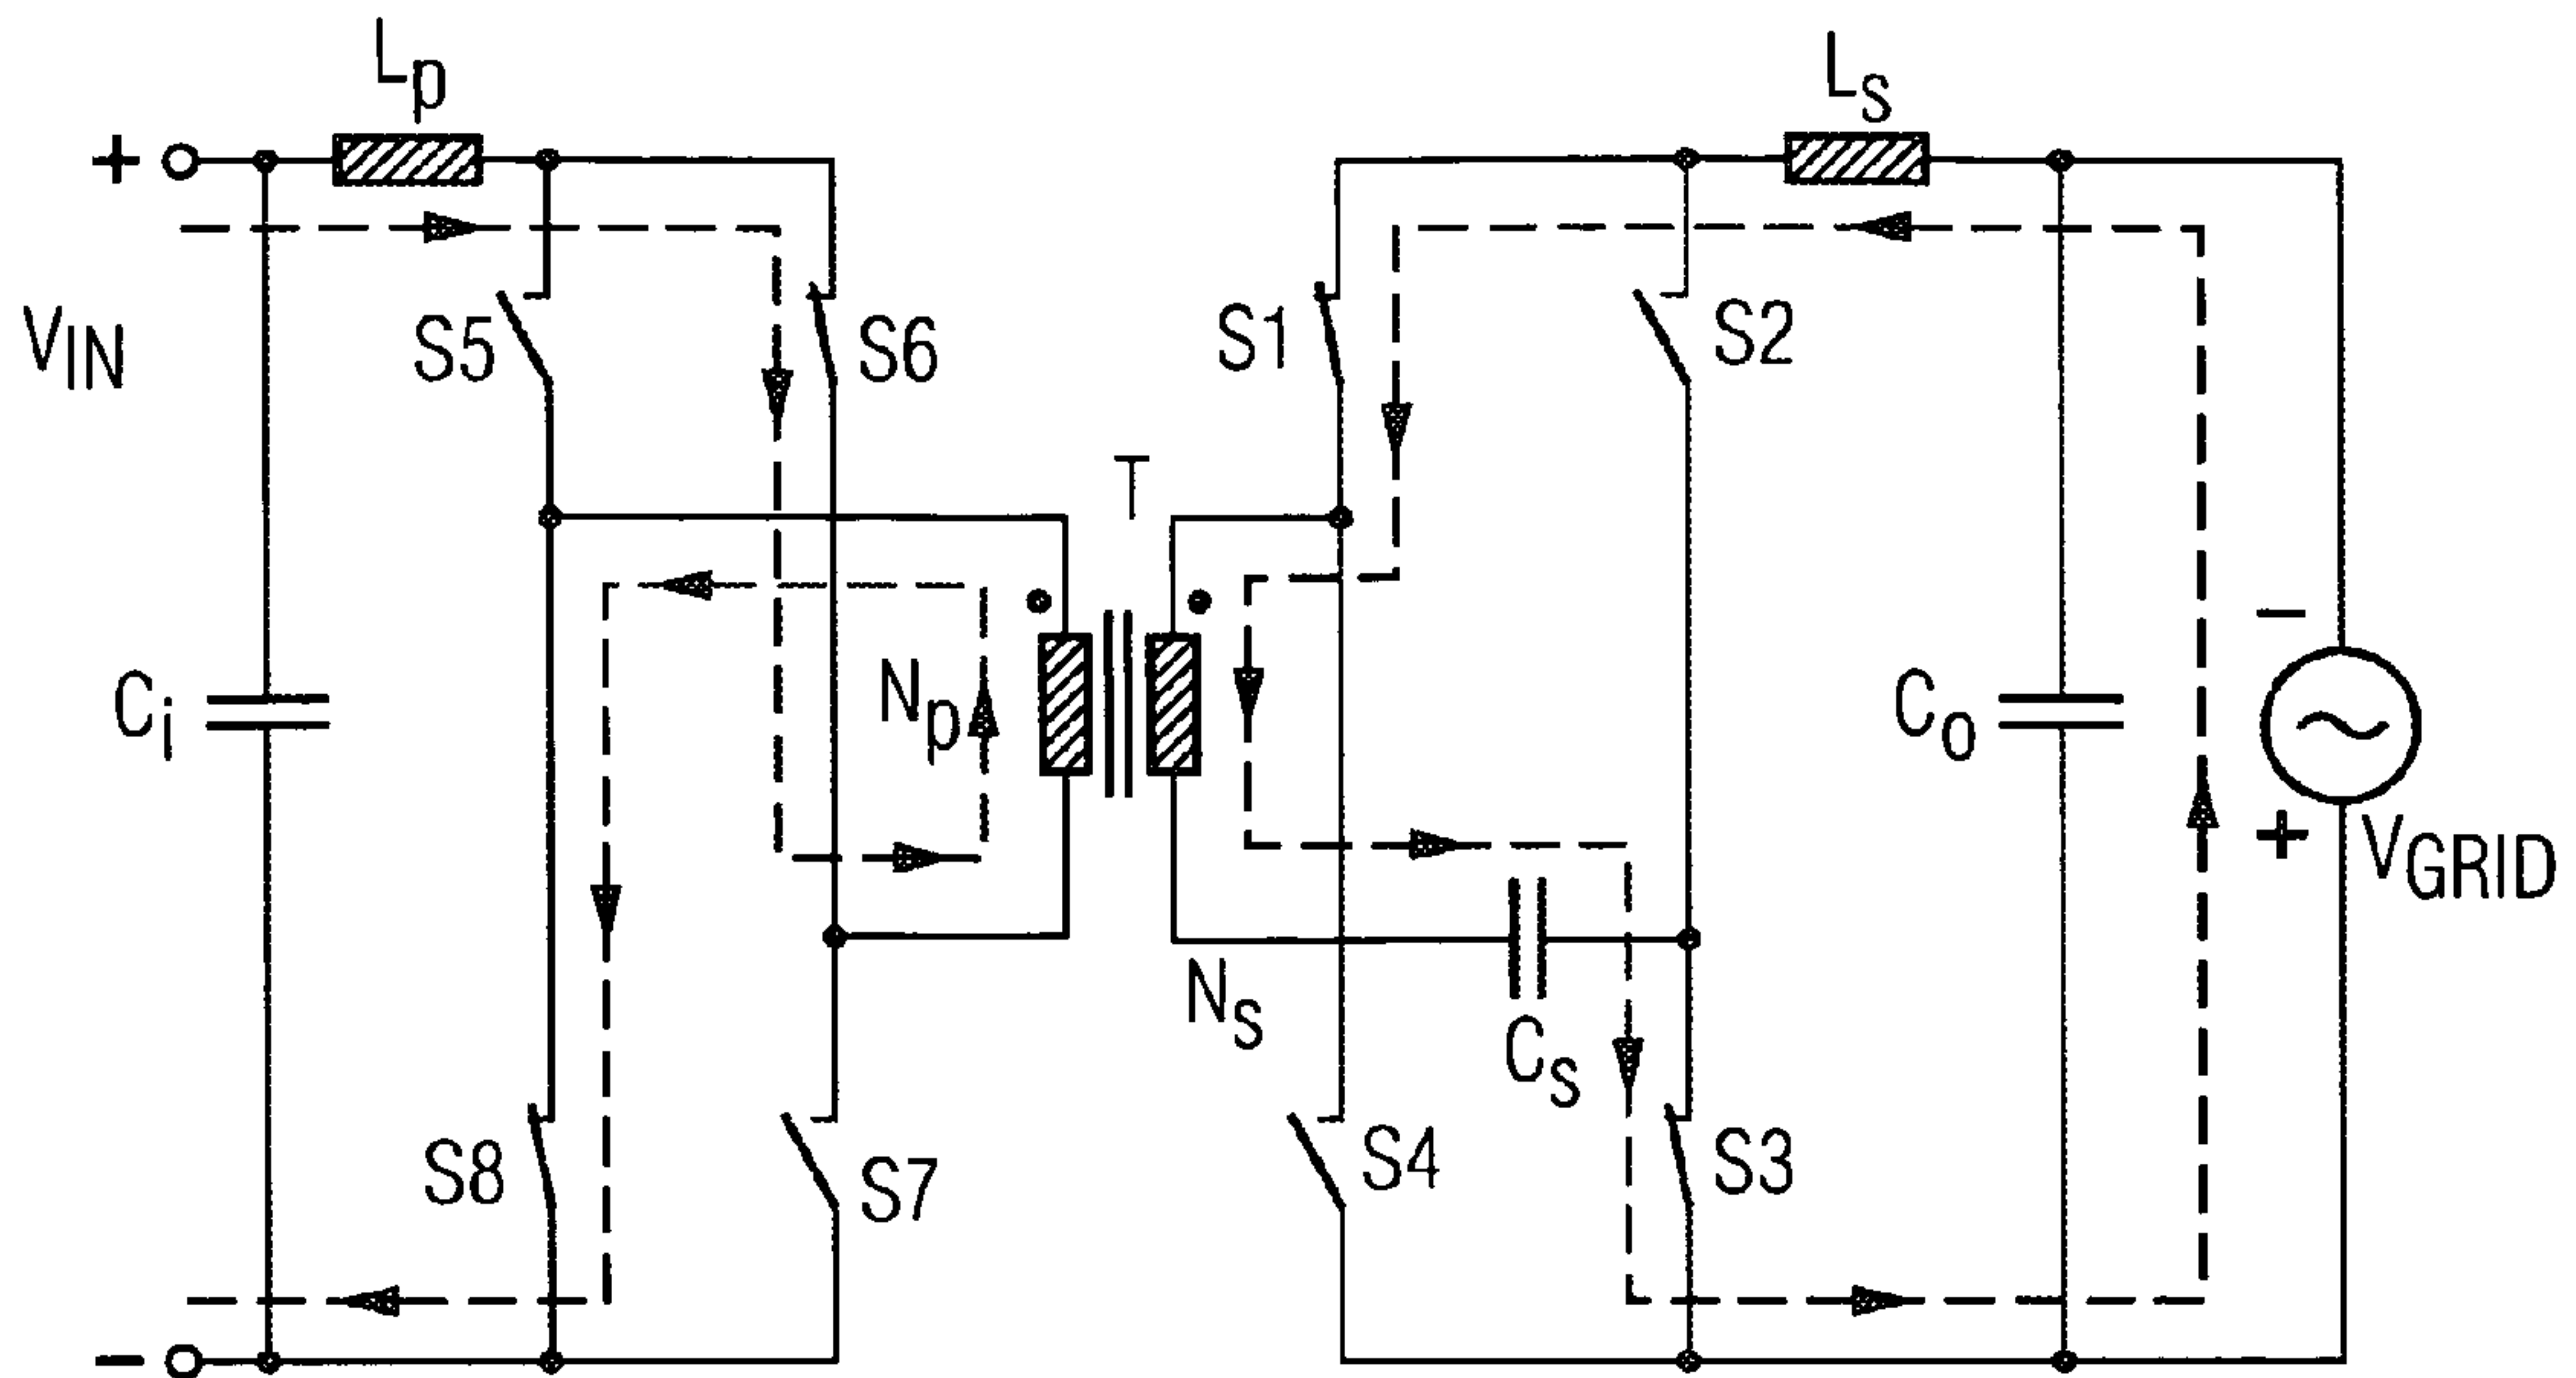 Lp
Ls
+
VIN
S5
S6
S1
S2
T
Ci
Np
Co
−
+
VGRID
Ns
Cs
S8
S7
S4
S3
−